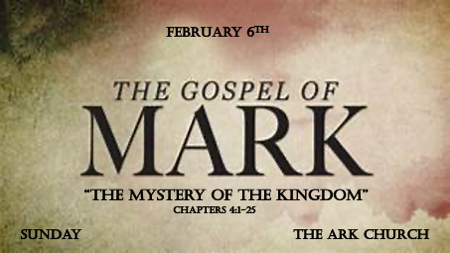 FEBRUARY 6TH
THE GOSPEL OF
MARK
“THE MYSTERY OF THE KINGDOM”
CHAPTERS 4:1-25
SUNDAY THE ARK CHURCH